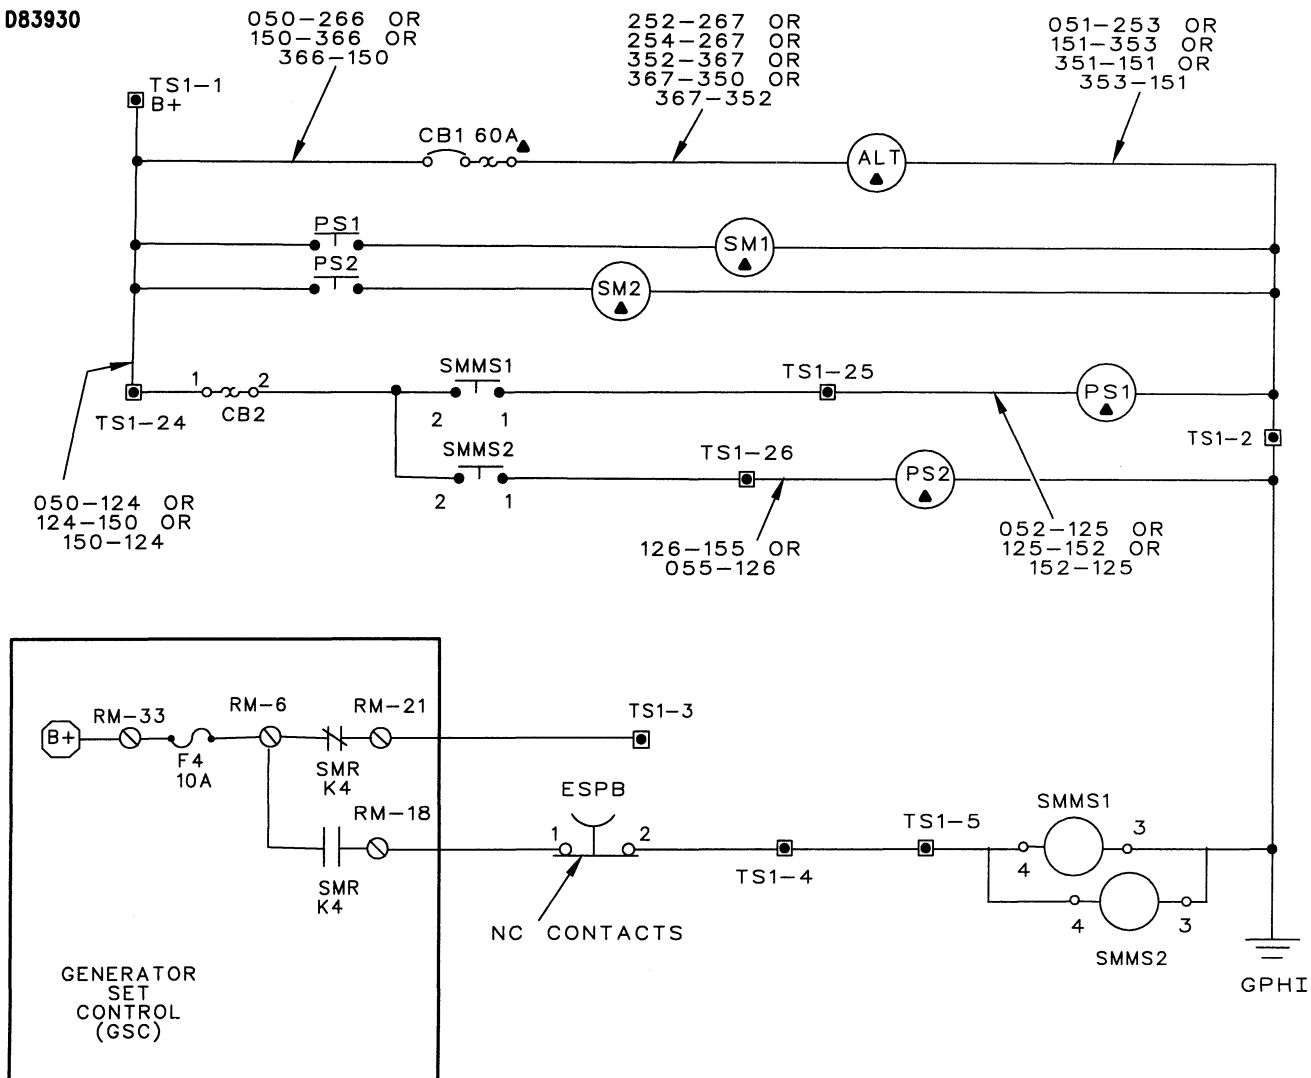 D83930
050-266 OR
150-366 OR
366-150
252-267 OR
254-267 OR
352-367 OR
367-350 OR
367-352
051-253 OR
151-353 OR
351-151 OR
353-151
TS1-1
B+
CB1 60A
ALT
PS1
SM1
PS2
SM2
SMMS1
TS1-25
1
2
PS1
TS1-24
CB2
2
1
SMMS2
TS1-26
TS1-2
2
1
PS2
050-124 OR
124-150 OR
150-124
126-155 OR
055-126
052-125 OR
125-152 OR
152-125
B+
RM-33
RM-6
RM-21
TS1-3
F4
10A
SMR
K4
RM-18
ESPB
SMMS1
1
2
TS1-5
3
4
TS1-4
SMR
K4
NC CONTACTS
4
3
SMMS2
GPHI
GENERATOR
SET
CONTROL
(GSC)